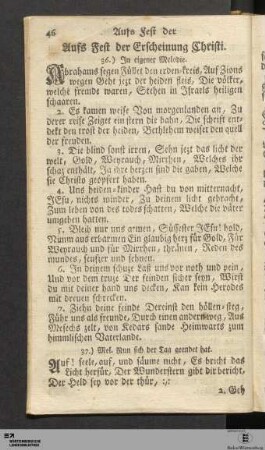 46 Aufs Fest der
Aufs Fest der Erscheinung Christi.
36.) In eigener Melodie.
Abrahams segen Füllet den erden-kreis, Auf Zions
wegen Geht jezt der heiden fleis, Die völker,
welche fremde waren, Stehen in Israels heiligen
schaaren.
2. Es kamen weise Von morgenlanden an, Zu
derer reise Zeiget ein stern die bahn, Die schrift ent-
dekt den trost der heiden, Bethlehem weiset den quell
der freuden.
3. Die blind sonst irren, Sehn jezt das licht der
welt, Gold, Weyrauch, Mirrhen, Welches ihr
schaz enthält, In ihre herzen sind die gaben, Welche
sie Christo geopfert haben.
4. Uns heiden-kinder Hast du von mitternacht,
JEsu, nichts minder, Zu deinem licht gebracht,
Zum leben von des todes schatten, Welche die väter
umgeben hatten.
5. Bleib nur uns armen, Süssester JEsu! hold,
Nimm aus erbarmen Ein gläubig herz für Gold, Für
Weyrauch und für Mirrhen, thränen, Reden des
mundes, seufzer und sehnen.
6. In deinem schuze Laß uns vor noth und pein,
Und vor dem truze Der feinden sicher seyn, Wirst
du mit deiner hand uns decken, Kan kein Herodes
mit dräuen schrecken.
7. Ziehn deine feinde Dereinst den höllen-steg,
Führ uns als freunde, Durch einen andern weg, Aus
Mesechs zelt, von Kedars sande Heimwarts zum
himmlischen Vaterlande.
37.) Mel. Nun sich der Tag geendet hat.
Auf! seele, auf, und säume nicht, Es bricht das
Licht herfür, Der Wunderstern gibt dir bericht,
Der Held sey vor der thür, :,:
2. Geh